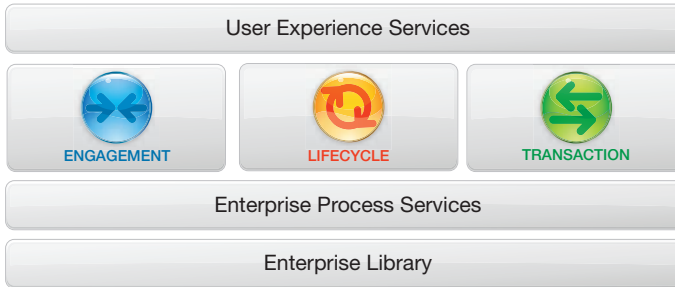 User Experience Services
ENGAGEMENT
LIFECYCLE
TRANSACTION
Enterprise Process Services
Enterprise Library